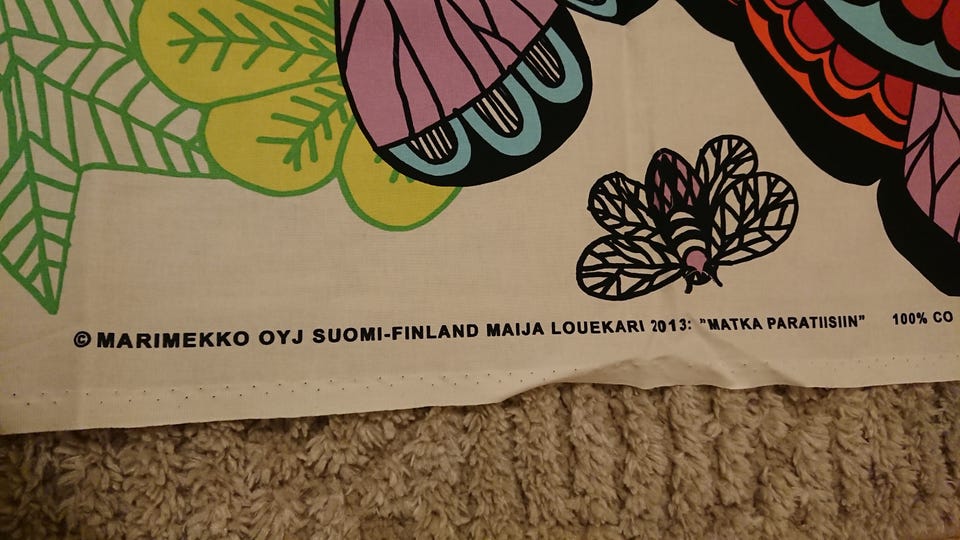 © MARIMEKKO OYJ SUOMI-FINLAND MAIJA LOUEKARI 2013: ”MATKA PARATIISIIN” 100% CO